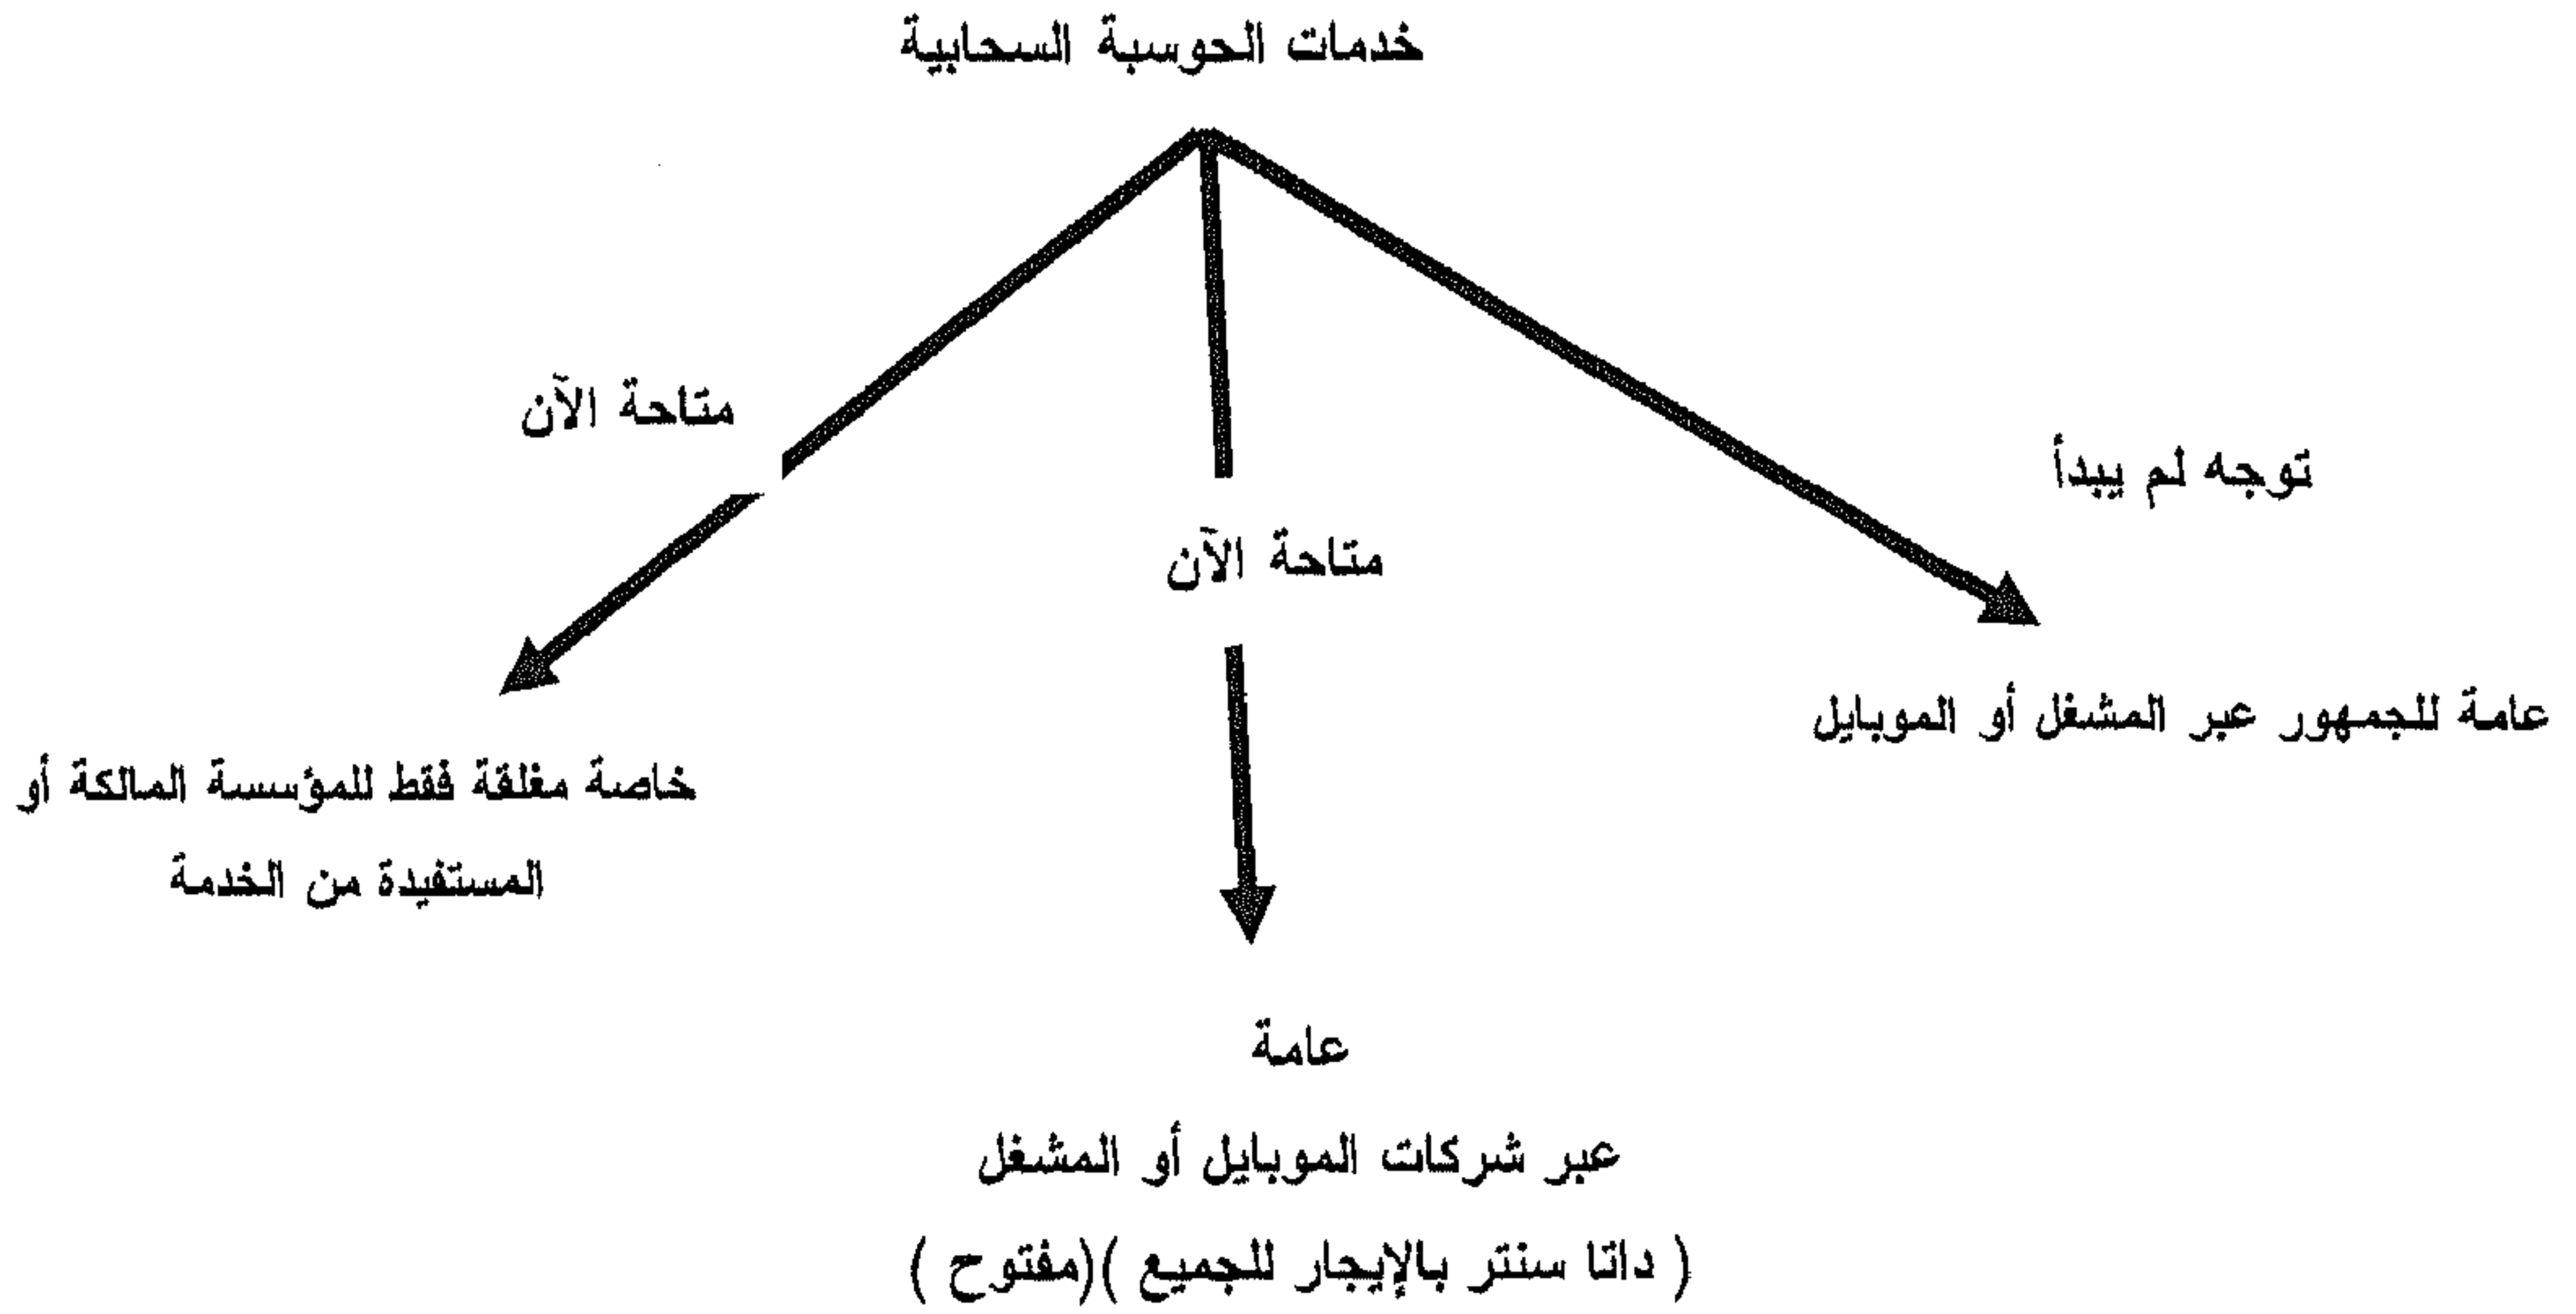 خدمات الحوسبة السحابية
توجه لم يبدأ
متاحة الآن
متاحة الآن
عامة للجمهور عبر المشغل أو الموبايل
خاصة مغلقة فقط للمؤسسة المالكة أو
المستفيدة من الخدمة
عامة
عبر شركات الموبايل أو المشغل
( داتا سنتر بالإيجار للجميع )(مفتوح )